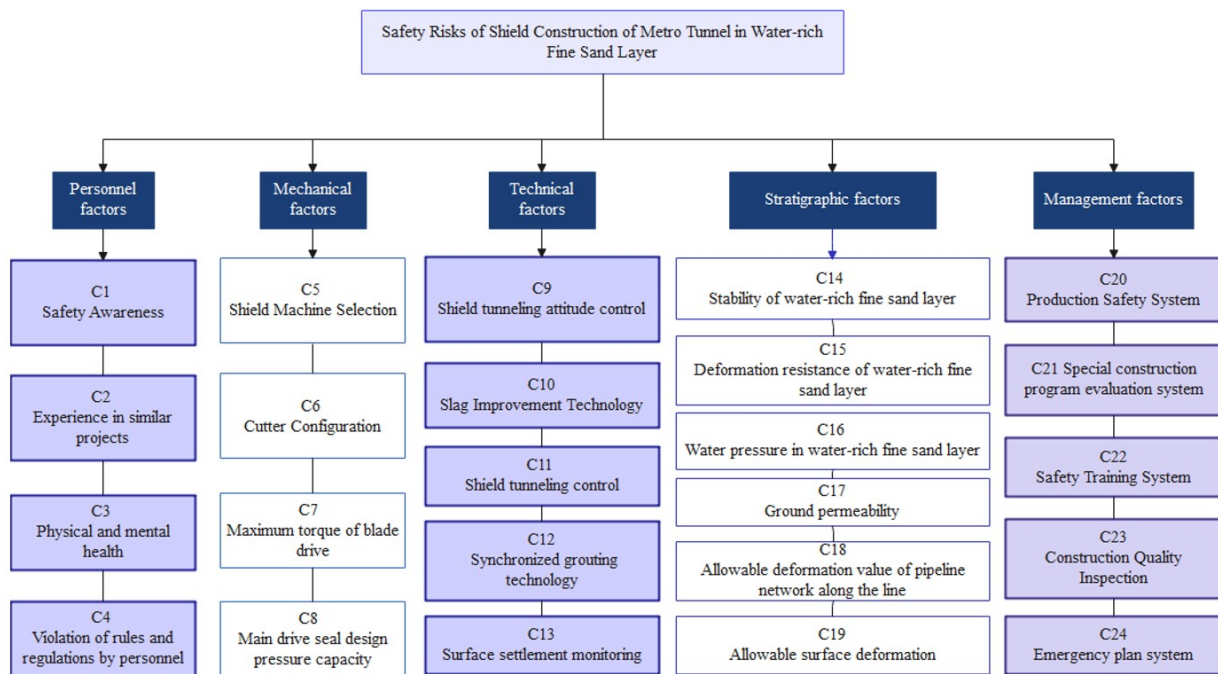 Safety Risks of Shield Construction of Metro Tunnel in Water-rich
Fine Sand Layer
Personnel
factors
Mechanical
factors
Technical
factors
Stratigraphic factors
Management factors
C1
Safety Awareness
C2
Experience in similar
projects
C3
Physical and mental
health
C4
Violation of rules and
regulations by personnel
C5
Shield Machine Selection
C6
Cutter Configuration
C7
Maximum torque of blade
drive
C8
Main drive seal design
pressure capacity
C9
Shield tunneling attitude control
C10
Slag Improvement Technology
C11
Shield tunneling control
C12
Synchronized grouting
technology
C13
Surface settlement monitoring
C14
Stability of water-rich fine sand layer
C15
Deformation resistance of water-rich fine
sand layer
C16
Water pressure in water-rich fine sand layer
C17
Ground permeability
C18
Allowable deformation value of pipeline
network along the line
C19
Allowable surface deformation
C20
Production Safety System
C21 Special construction
program evaluation system
C22
Safety Training System
C23
Construction Quality
Inspection
C24
Emergency plan system